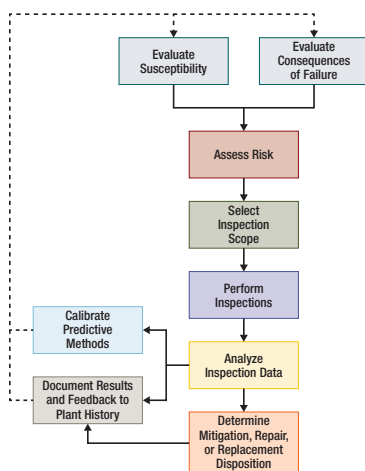 Evaluate
Susceptibility
Evaluate
Consequences
of Failure
Assess Risk
Select
Inspection
Scope
Perform
Inspections
Calibrate
Predictive
Methods
Analyze
Inspection Data
Document Results
and Feedback to
Plant History
Determine
Mitigation, Repair,
or Replacement
Disposition